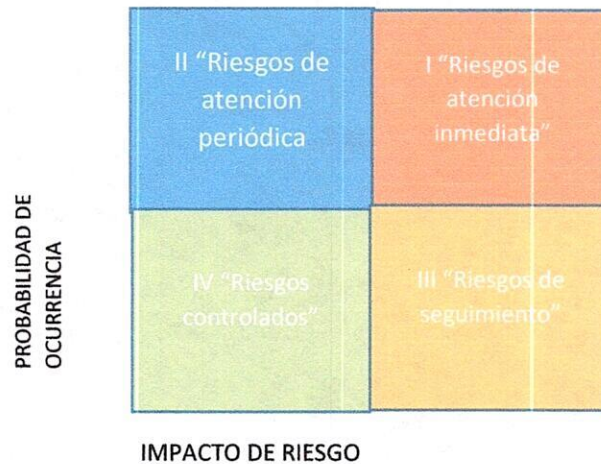 II “Riesgos de
atención
periódica
I “Riesgos de
atención
inmediata”
PROBABILIDAD DE
OCURRENCIA
IV “Riesgos
controlados”
III “Riesgos de
seguimiento”
IMPACTO DE RIESGO